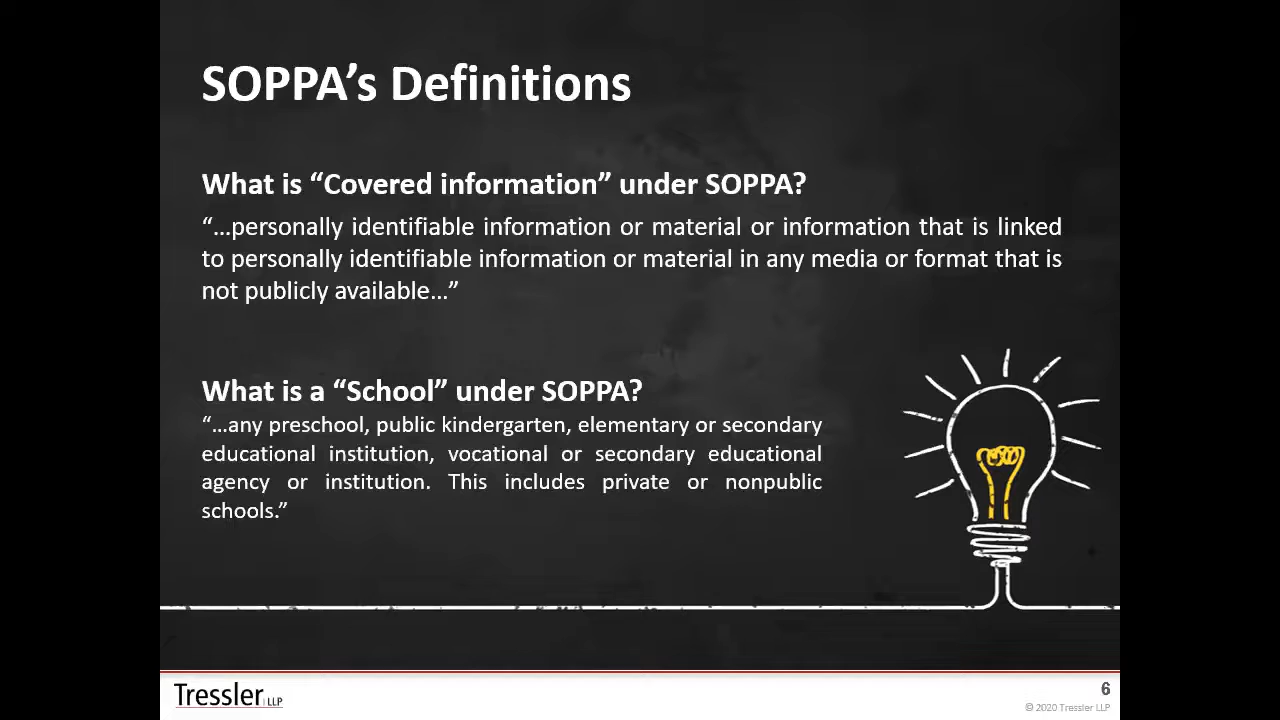 SOPPA’s Definitions
What is “Covered information” under SOPPA?
“…personally identifiable information or material or information that is linked
to personally identifiable information or material in any media or format that is
not publicly available…”
What is a “School” under SOPPA?
“…any preschool, public kindergarten, elementary or secondary
educational institution, vocational or secondary educational
agency or institution. This includes private or nonpublic
schools.”
Tressler LLP
6
© 2020 Tressler LLP